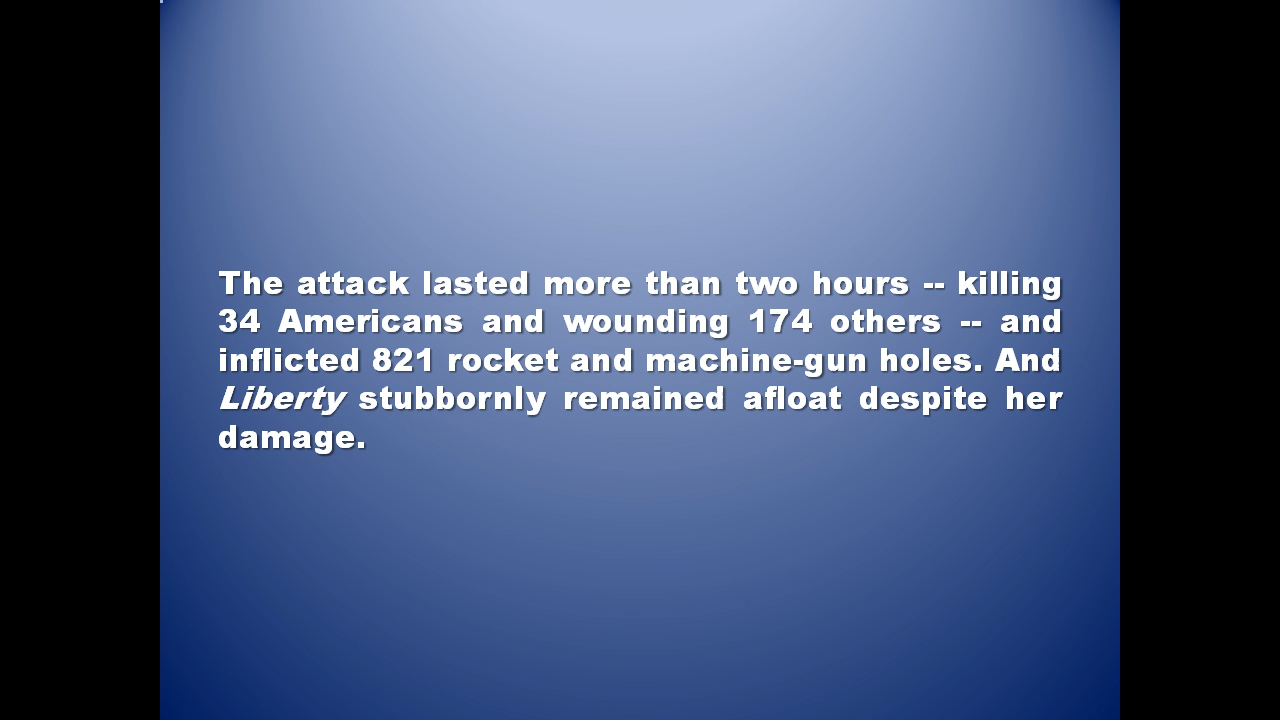 The attack lasted more than two hours -- killing
34 Americans and wounding 174 others -- and
inflicted 821 rocket and machine-gun holes. And
Liberty stubbornly remained afloat despite her
damage.